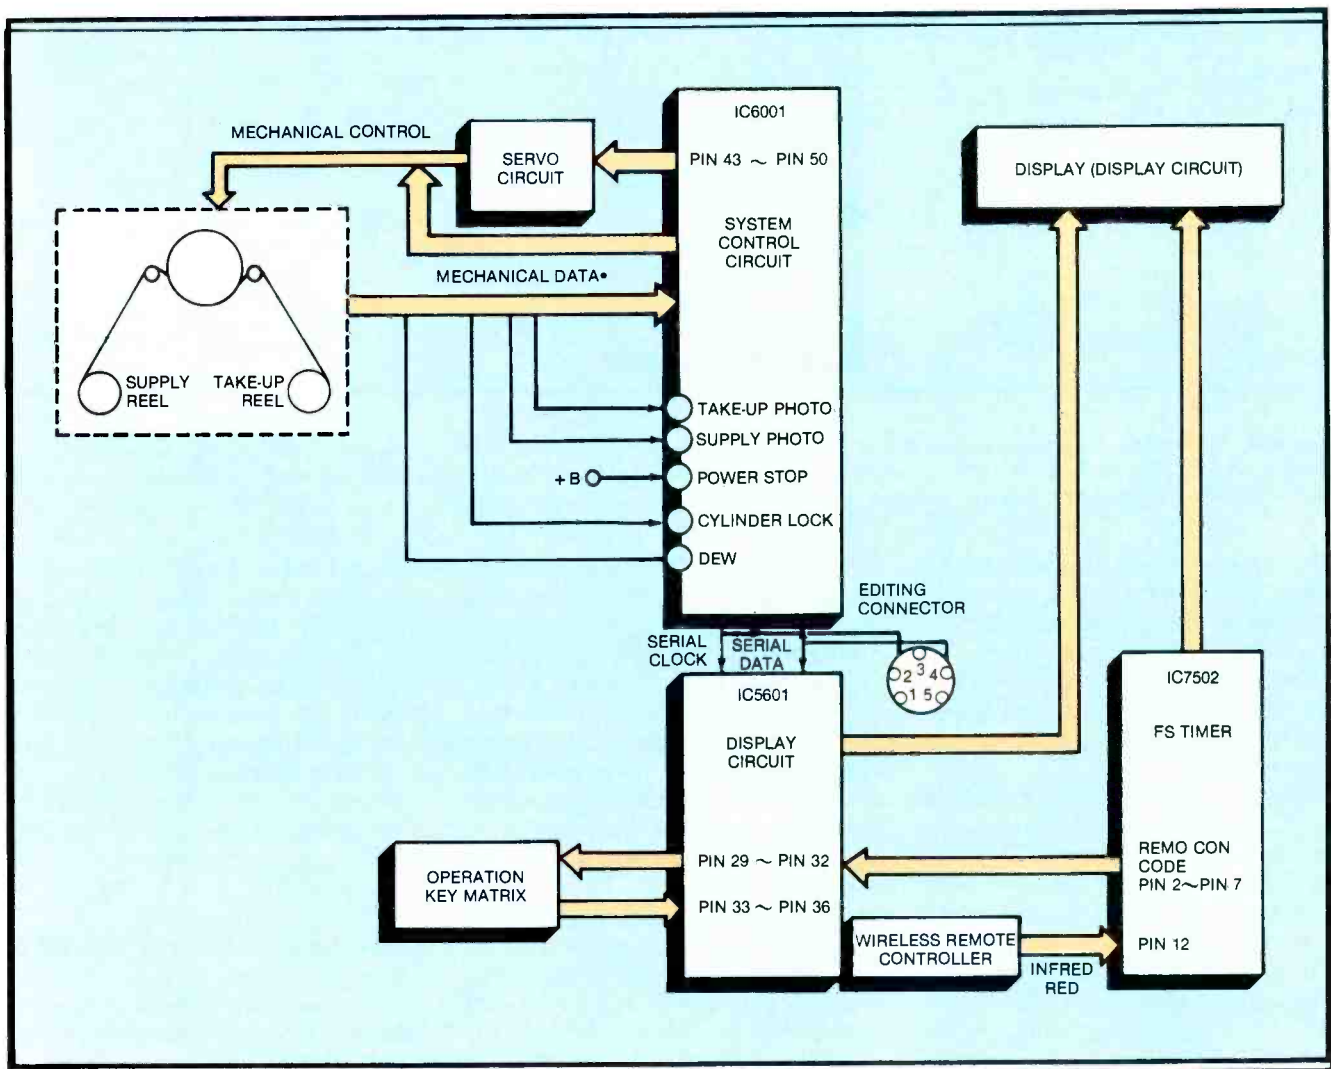 MECHANICAL CONTROL
SERVO
CIRCUIT
IC6001
PIN 43 ~ PIN 50
SYSTEM
CONTROL
CIRCUIT
DISPLAY (DISPLAY CIRCUIT)
MECHANICAL DATA•
SUPPLY
REEL
TAKE-UP
REEL
TAKE-UP PHOTO
SUPPLY PHOTO
+B
POWER STOP
CYLINDER LOCK
DEW
EDITING
CONNECTOR
SERIAL
CLOCK
SERIAL
DATA
2 3 4
1 5
IC5601
DISPLAY
CIRCUIT
PIN 29 ~ PIN 32
PIN 33 ~ PIN 36
OPERATION
KEY MATRIX
IC7502
FS TIMER
REMO CON
CODE
PIN 2~PIN 7
PIN 12
WIRELESS REMOTE
CONTROLLER
INFRED
RED